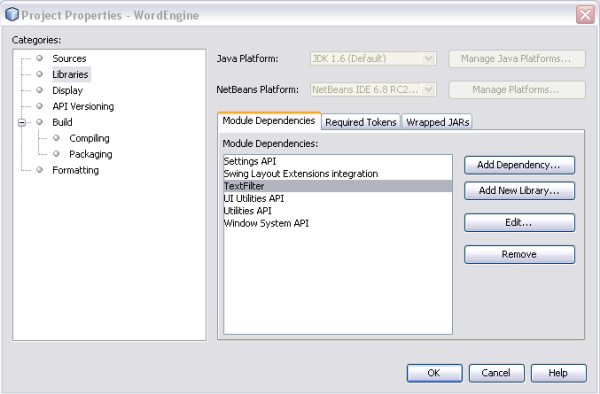 Project Properties - WordEngine
Categories:
Sources
Libraries
Display
API Versioning
Build
Compiling
Packaging
Formatting
Java Platform:
JDK 1.6 (Default)
Manage Java Platforms...
NetBeans Platform:
NetBeans IDE 6.8 RC2...
Manage Platforms...
Module Dependencies
Required Tokens
Wrapped JARs
Module Dependencies:
Settings API
Swing Layout Extensions integration
TextFilter
UI Utilities API
Utilities API
Window System API
Add Dependency...
Add New Library...
Edit...
Remove
OK
Cancel
Help